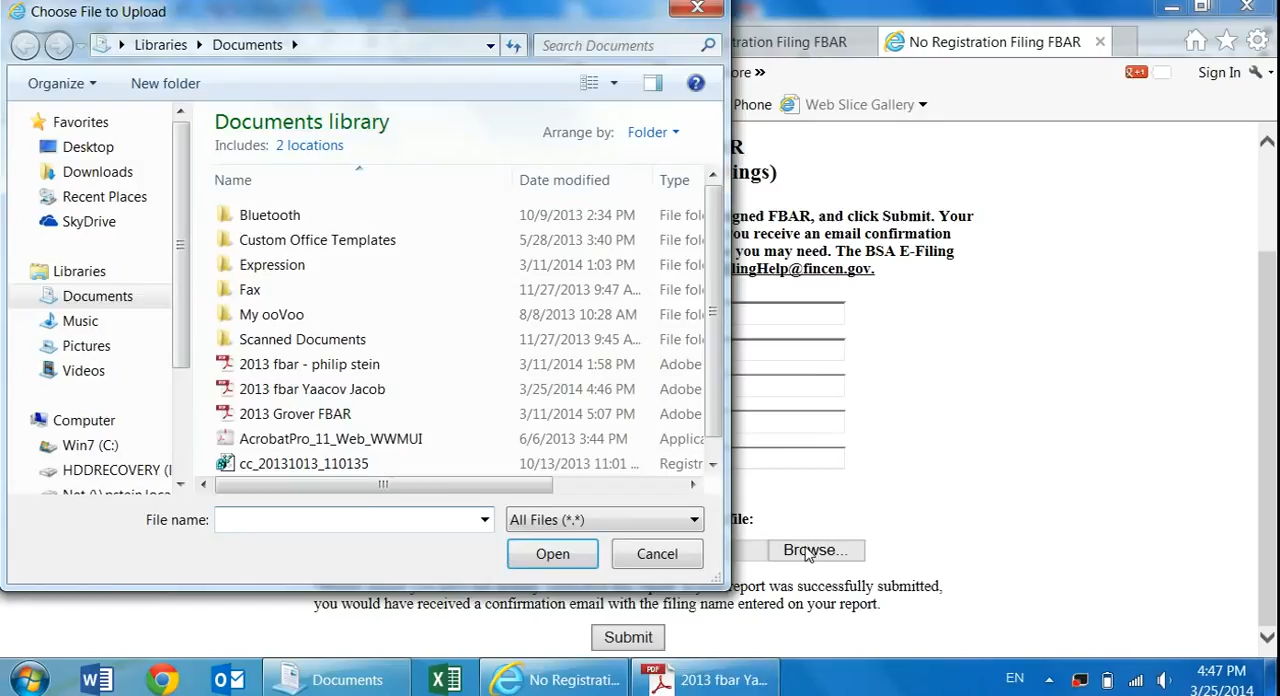 Choose File to Upload
Libraries
Documents
Search Documents
Organize
New folder
Favorites
Desktop
Downloads
Recent Places
SkyDrive
Libraries
Documents
Music
Pictures
Videos
Computer
Win7 (C:)
HDDRECOVERY (
Documents library
Includes: 2 locations
Arrange by: Folder
Name Date modified Type
Bluetooth 10/9/2013 2:34 PM File fol
Custom Office Templates 5/28/2013 3:40 PM File fol
Expression 3/11/2014 1:03 PM File fol
Fax 11/27/2013 9:47 A... File fol
My ooVoo 8/8/2013 10:28 AM File fol
Scanned Documents 11/27/2013 9:45 A... File fol
2013 fbar - philip stein 3/11/2014 1:58 PM Adobe
2013 fbar Yaacov Jacob 3/25/2014 4:46 PM Adobe
2013 Grover FBAR 3/11/2014 5:07 PM Adobe
AcrobatPro_11_Web_WWMUI 6/6/2013 3:44 PM Applica
cc_20131013_110135 10/13/2013 11:01 ... Registr
File name:
All Files (*.*)
Open
Cancel
tration Filing FBAR
No Registration Filing FBAR
ore »
g+1
Sign In
Phone
Web Slice Gallery
R
ings)
gned FBAR, and click Submit. Your
ou receive an email confirmation
you may need. The BSA E-Filing
lingHelp@fincen.gov.
ile:
Browse...
report was successfully submitted,
you would have received a confirmation email with the filing name entered on your report.
Submit
Documents
No Registrati...
2013 fbar Ya...
EN
4:47 PM
3/25/2014